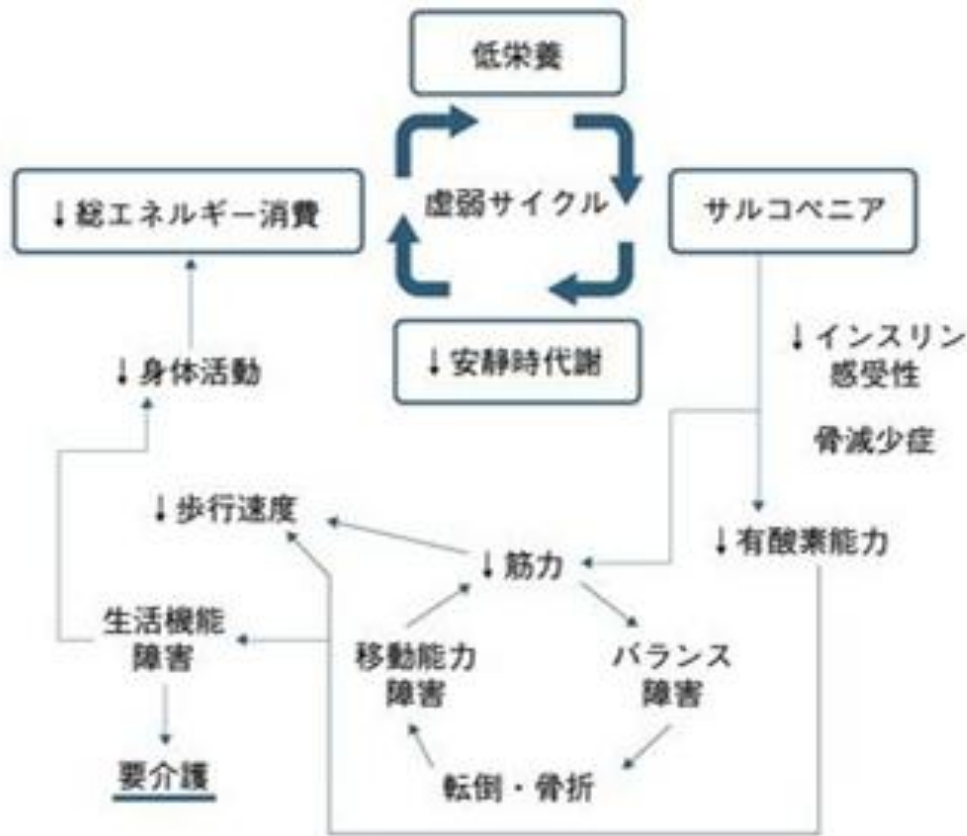 低栄養
虚弱サイクル
↓総エネルギー消費
サルコペニア
↓安静時代謝
↓インスリン
感受性
↓身体活動
骨減少症
↓歩行速度
↓有酸素能力
↓筋力
生活機能
障害
移動能力
障害
バランス
障害
要介護
転倒・骨折